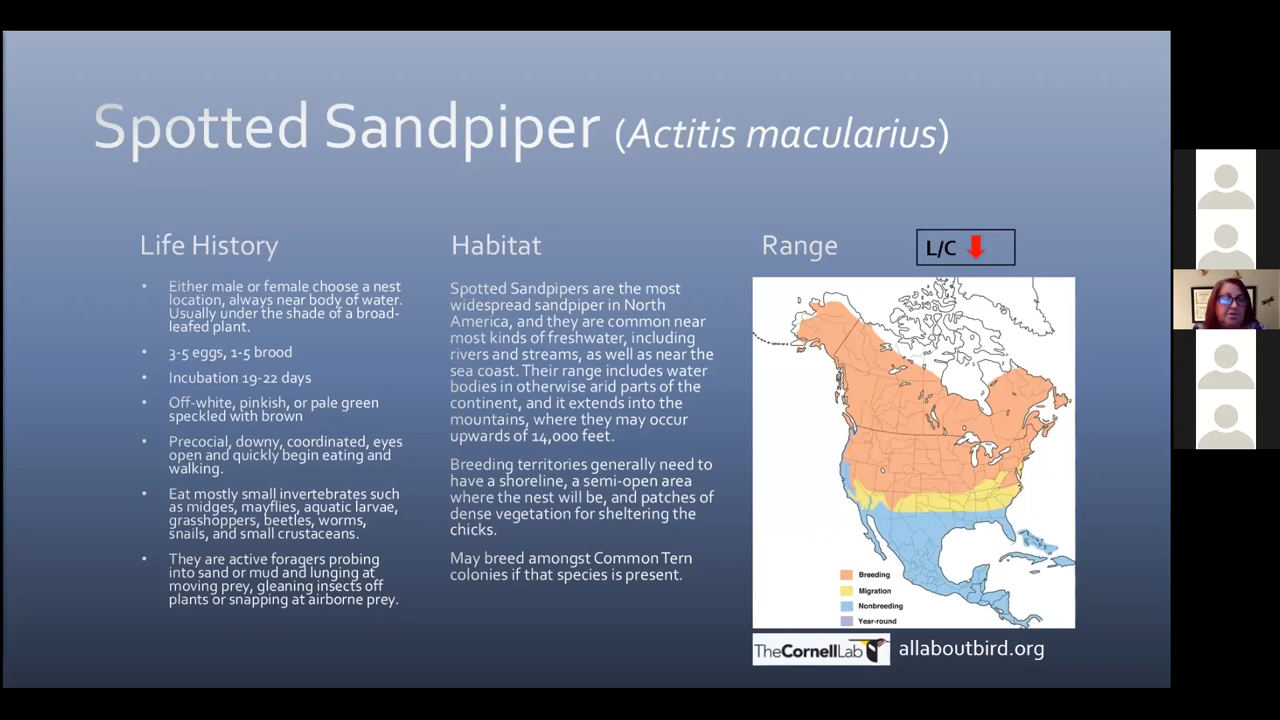 Spotted Sandpiper (Actitis macularius)
Life History
• Either male or female choose a nest
location, always near body of water.
Usually under the shade of a broad-
leafed plant.
• 3-5 eggs, 1-5 brood
• Incubation 19-22 days
• Off-white, pinkish, or pale green
speckled with brown
• Precocial, downy, coordinated, eyes
open and quickly begin eating and
walking.
• Eat mostly small invertebrates such
as midges, mayflies, aquatic larvae,
grasshoppers, beetles, worms,
snails, and small crustaceans.
• They are active foragers probing
into sand or mud and lunging at
moving prey, gleaning insects off
plants or snapping at airborne prey.
Habitat
Spotted Sandpipers are the most
widespread sandpiper in North
America, and they are common near
most kinds of freshwater, including
rivers and streams, as well as near the
sea coast. Their range includes water
bodies in otherwise arid parts of the
continent, and it extends into the
mountains, where they may occur
upwards of 14,000 feet.
Breeding territories generally need to
have a shoreline, a semi-open area
where the nest will be, and patches of
dense vegetation for sheltering the
chicks.
May breed amongst Common Tern
colonies if that species is present.
Range
L/C
Breeding
Migration
Nonbreeding
Year-round
TheCornellLab
allaboutbird.org